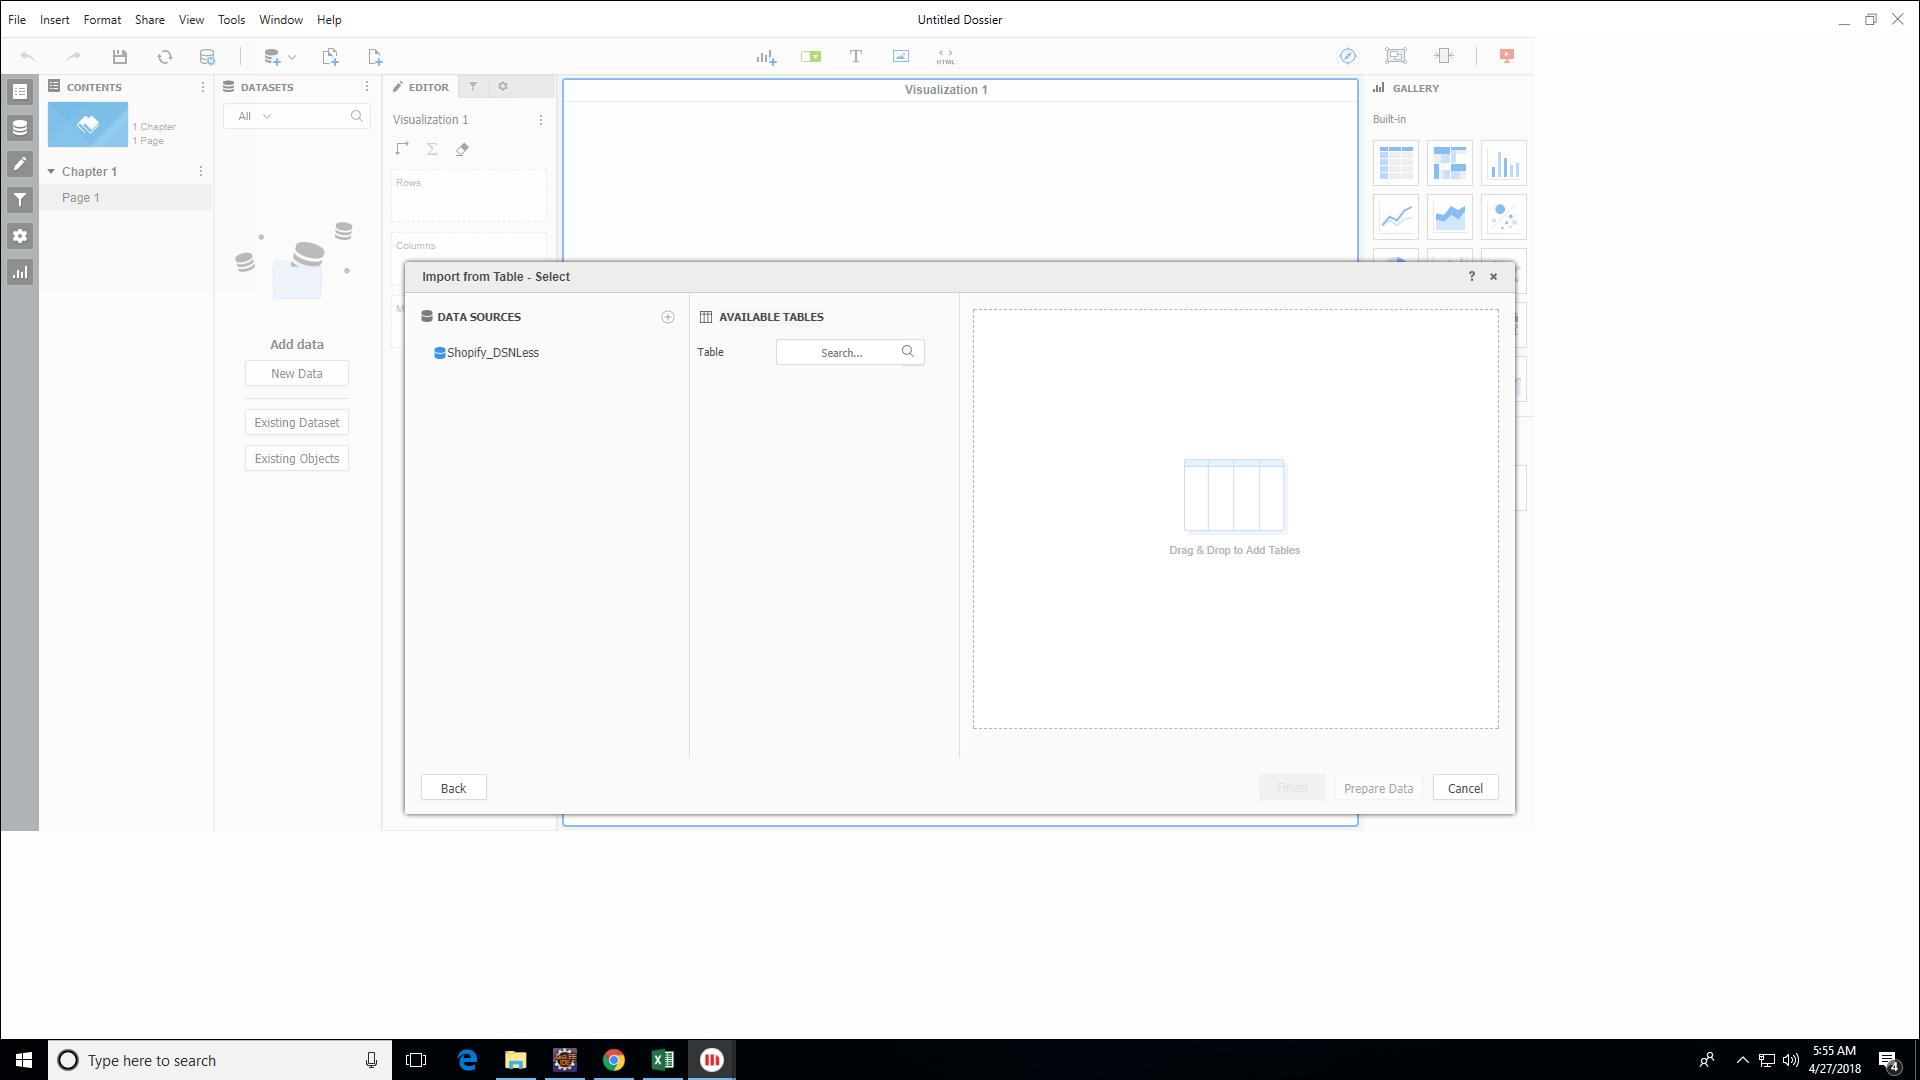 File Insert Format Share View Tools Window Help
Untitled Dossier
HTML
CONTENTS
1 Chapter
1 Page
Chapter 1
Page 1
DATASETS
All
Add data
New Data
Existing Dataset
Existing Objects
EDITOR
Visualization 1
Rows
Columns
M
Visualization 1
GALLERY
Built-in
Import from Table - Select
?
DATA SOURCES
Shopify_DSNLess
AVAILABLE TABLES
Table
Search...
Drag & Drop to Add Tables
Back
Finish
Prepare Data
Cancel
Type here to search
5:55 AM
4/27/2018
4